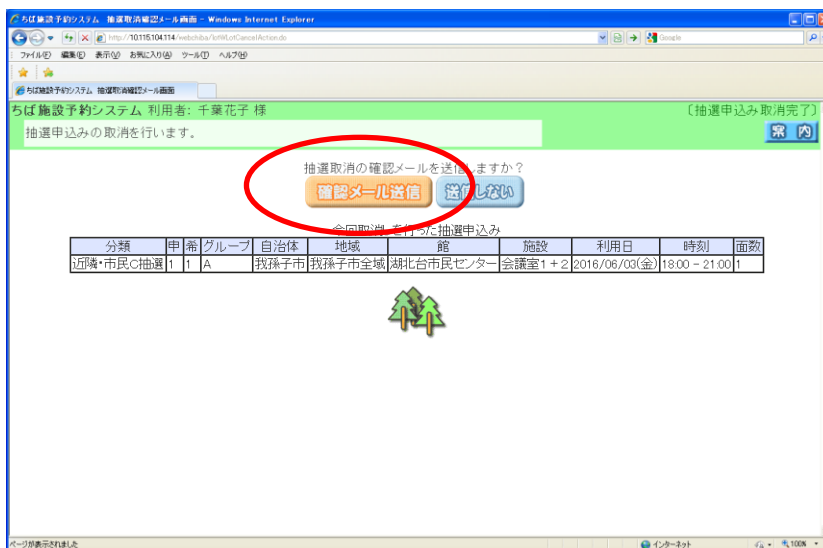 ちば施設予約システム 抽選取消確認メール画面 - Windows Internet Explorer
http://10.115.104.114/webchiba/lotWLotCancelAction.do
Google
ファイル(F) 編集(E) 表示(V) お気に入り(A) ツール(T) ヘルプ(H)
ちば施設予約システム 抽選取消確認メール画面
ちば施設予約システム 利用者: 千葉花子 様 〔抽選申込み取消完了〕
抽選申込みの取消を行います。 案内
抽選取消の確認メールを送信しますか?
確認メール送信 送信しない
今回取消しを行った抽選申込み
分類 申 希 グループ 自治体 地域 館 施設 利用日 時刻 面数
近隣・市民C抽選 1 1 A 我孫子市 我孫子市全域 湖北台市民センター 会議室1+2 2016/06/03(金) 18:00 - 21:00 1
ページが表示されました インターネット 100%